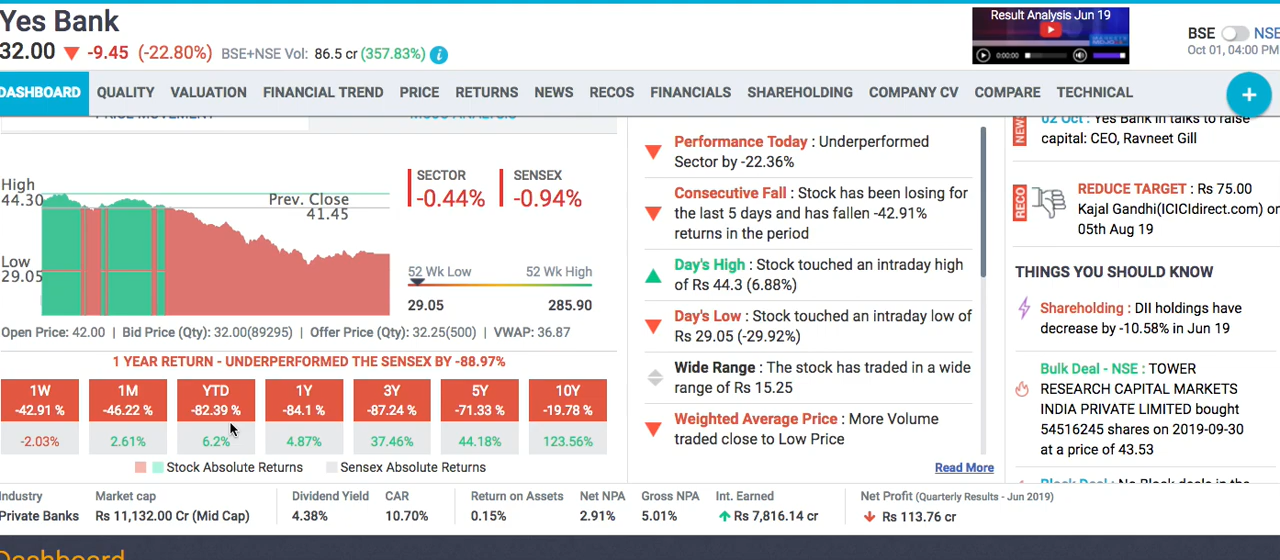 Yes Bank
32.00 -9.45 (-22.80%) BSE+NSE Vol: 86.5 cr (357.83%) i
Result Analysis Jun 19
0:00:00
BSE NSE
Oct 01, 04:00 PM
DASHBOARD QUALITY VALUATION FINANCIAL TREND PRICE RETURNS NEWS RECOS FINANCIALS SHAREHOLDING COMPANY CV COMPARE TECHNICAL
+
PRICE MOVEMENT
High
44.30
Prev. Close
41.45
Low
29.05
SECTOR
-0.44%
SENSEX
-0.94%
52 Wk Low 52 Wk High
29.05 285.90
Open Price: 42.00 | Bid Price (Qty): 32.00(89295) | Offer Price (Qty): 32.25(500) | VWAP: 36.87
1 YEAR RETURN - UNDERPERFORMED THE SENSEX BY -88.97%
1W 1M YTD 1Y 3Y 5Y 10Y
-42.91 % -46.22 % -82.39 % -84.1 % -87.24 % -71.33 % -19.78 %
-2.03% 2.61% 6.2% 4.87% 37.46% 44.18% 123.56%
Stock Absolute Returns Sensex Absolute Returns
Performance Today : Underperformed
Sector by -22.36%
Consecutive Fall : Stock has been losing for
the last 5 days and has fallen -42.91%
returns in the period
Day's High : Stock touched an intraday high
of Rs 44.3 (6.88%)
Day's Low : Stock touched an intraday low of
Rs 29.05 (-29.92%)
Wide Range : The stock has traded in a wide
range of Rs 15.25
Weighted Average Price : More Volume
traded close to Low Price
Read More
NEWS
02 Oct : Yes Bank in talks to raise
capital: CEO, Ravneet Gill
RECO
REDUCE TARGET : Rs 75.00
Kajal Gandhi(ICICIdirect.com) on
05th Aug 19
THINGS YOU SHOULD KNOW
Shareholding : DII holdings have
decrease by -10.58% in Jun 19
Bulk Deal - NSE : TOWER
RESEARCH CAPITAL MARKETS
INDIA PRIVATE LIMITED bought
54516245 shares on 2019-09-30
at a price of 43.53
Block Deal : No Block deals in the
Industry Market cap Dividend Yield CAR Return on Assets Net NPA Gross NPA Int. Earned Net Profit (Quarterly Results - Jun 2019)
Private Banks Rs 11,132.00 Cr (Mid Cap) 4.38% 10.70% 0.15% 2.91% 5.01% Rs 7,816.14 cr Rs 113.76 cr
Dashboard